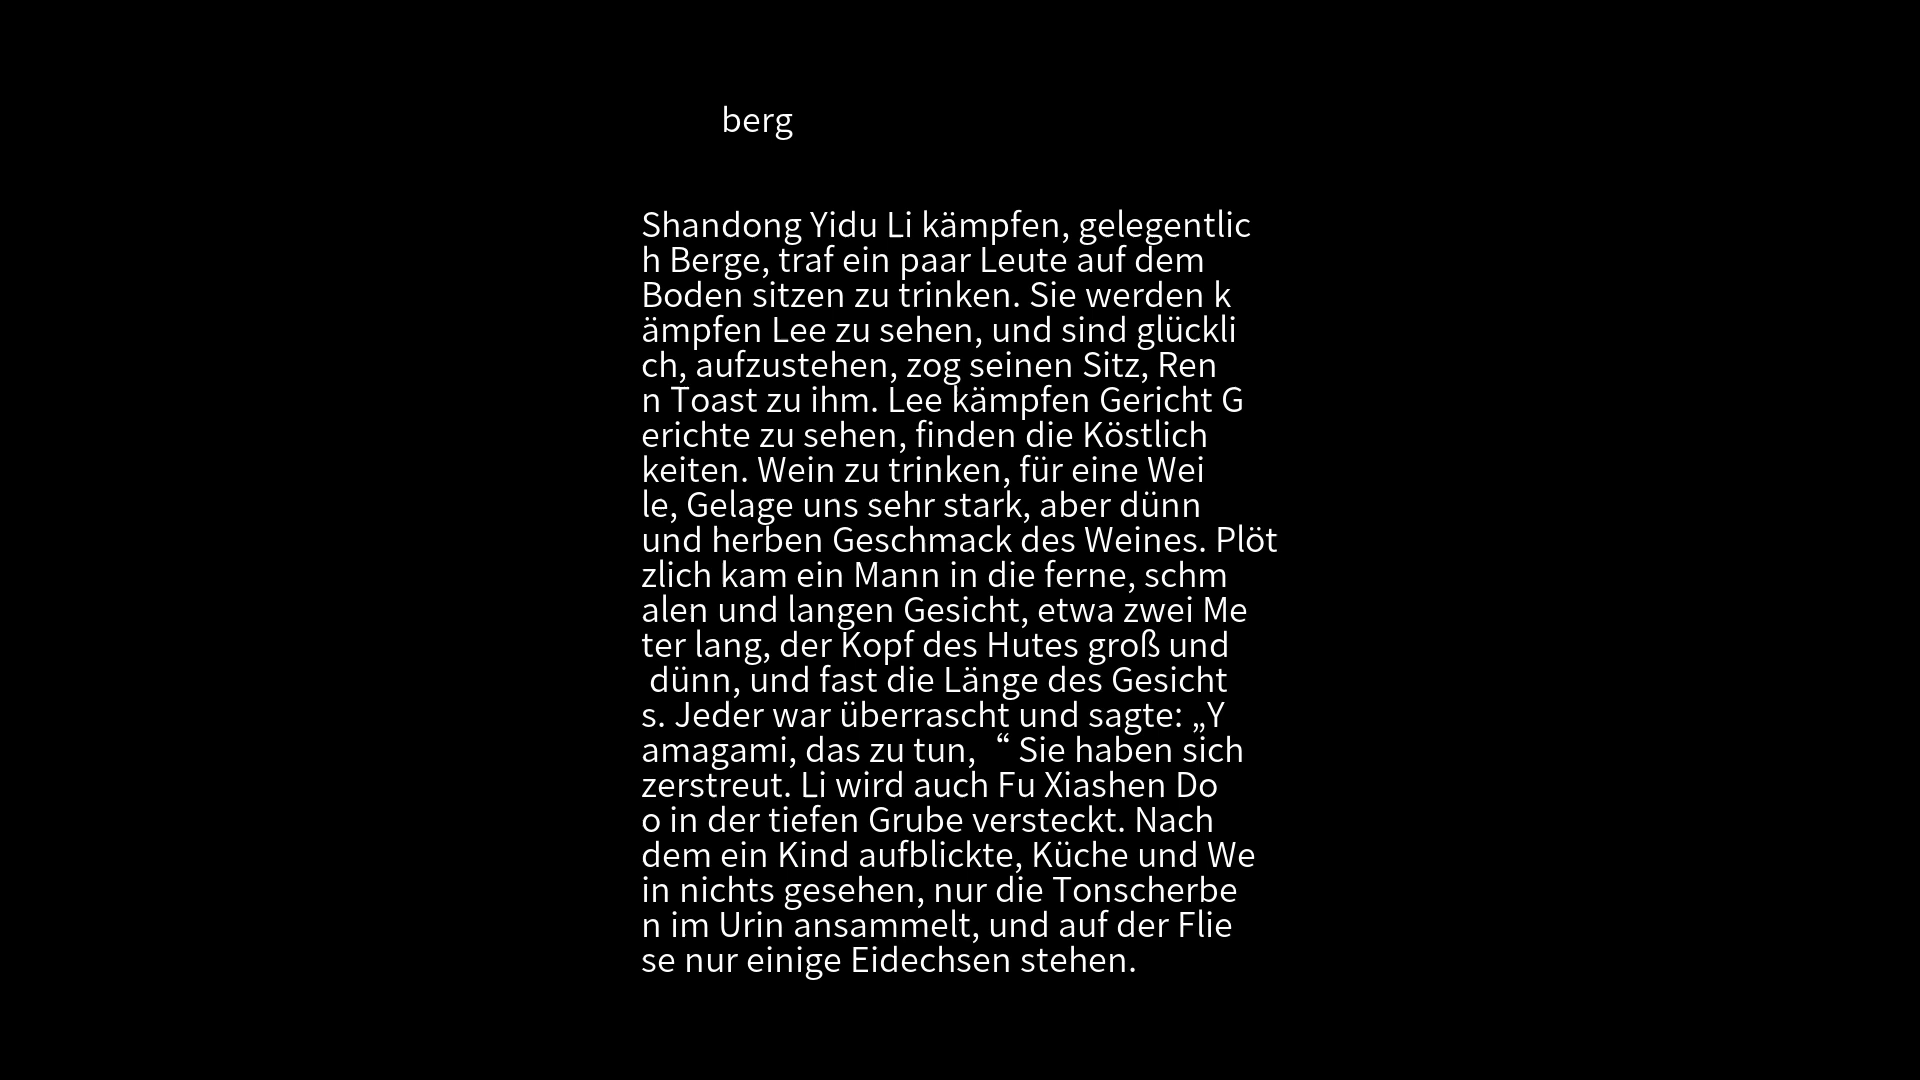 berg
Shandong Yidu Li kämpfen, gelegentlic
h Berge, traf ein paar Leute auf dem
Boden sitzen zu trinken. Sie werden k
ämpfen Lee zu sehen, und sind glückli
ch, aufzustehen, zog seinen Sitz, Ren
n Toast zu ihm. Lee kämpfen Gericht G
erichte zu sehen, finden die Köstlich
keiten. Wein zu trinken, für eine Wei
le, Gelage uns sehr stark, aber dünn
und herben Geschmack des Weines. Plöt
zlich kam ein Mann in die ferne, schm
alen und langen Gesicht, etwa zwei Me
ter lang, der Kopf des Hutes groß und
dünn, und fast die Länge des Gesicht
s. Jeder war überrascht und sagte: „Y
amagami, das zu tun, “ Sie haben sich
zerstreut. Li wird auch Fu Xiashen Do
o in der tiefen Grube versteckt. Nach
dem ein Kind aufblickte, Küche und We
in nichts gesehen, nur die Tonscherbe
n im Urin ansammelt, und auf der Flie
se nur einige Eidechsen stehen.